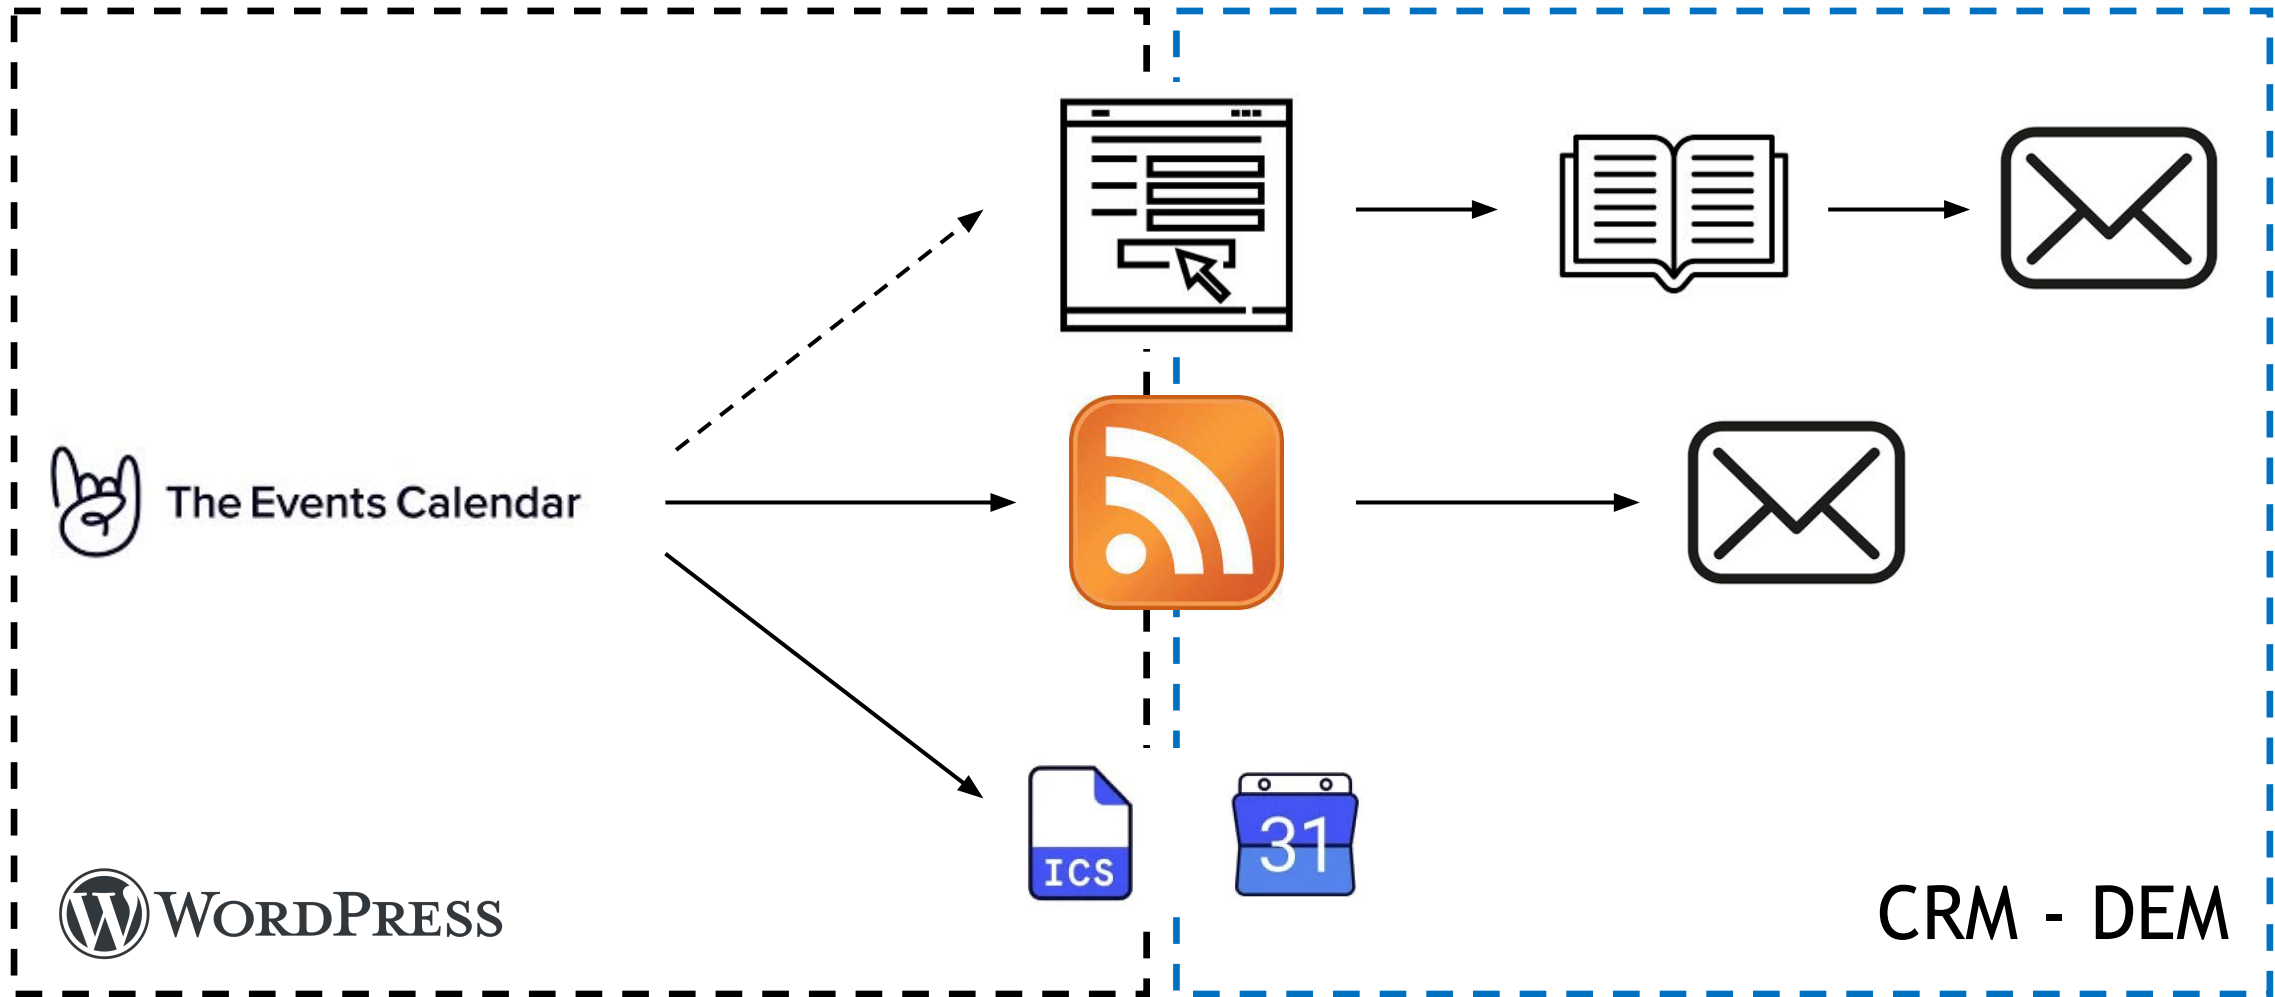 The Events Calendar
ICS
31
WORDPRESS
CRM - DEM